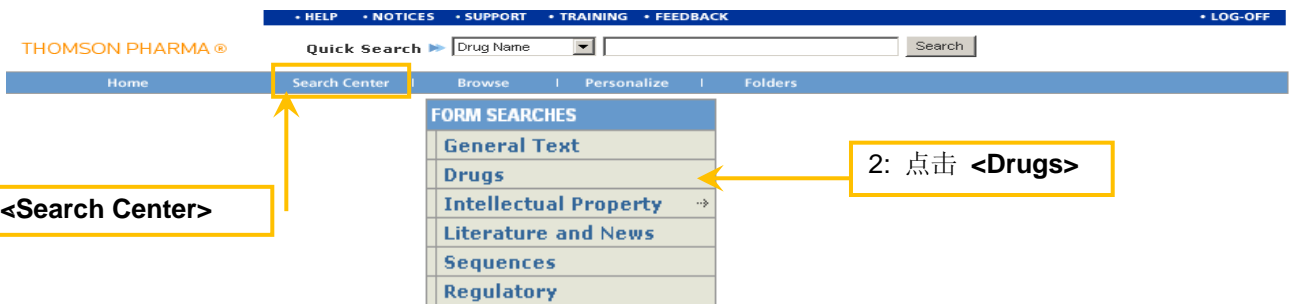 • HELP • NOTICES • SUPPORT • TRAINING • FEEDBACK • LOG-OFF
THOMSON PHARMA ® Quick Search Drug Name Search
Home Search Center | Browse | Personalize | Folders
FORM SEARCHES
General Text
Drugs
2: 点击 <Drugs>
Intellectual Property
<Search Center>
Literature and News
Sequences
Regulatory